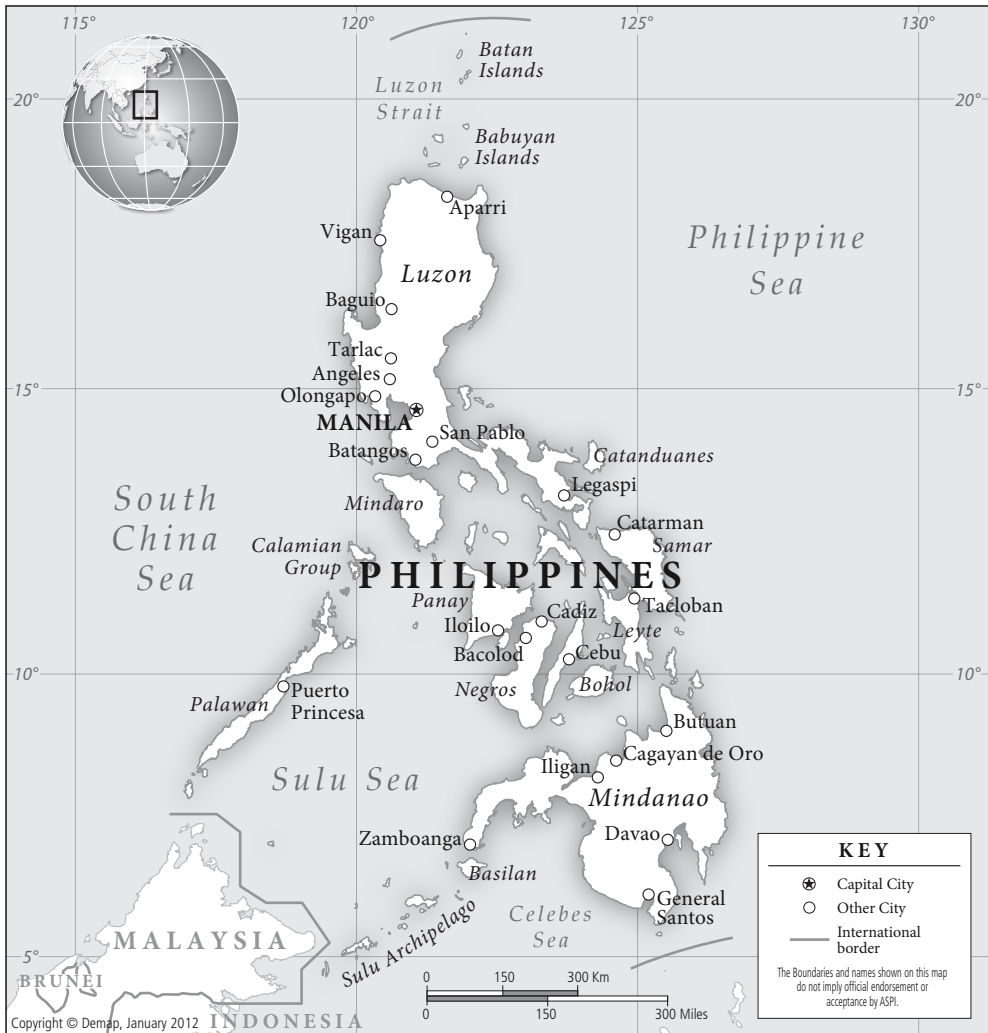 115°
120°
125°
130°
Batan
Islands
Luzon
Strait
20°
20°
Babuyan
Islands
Aparri
Vigan
Philippine
Sea
Luzon
Baguio
Tarlac
Angeles
15°
15°
Olongapo
MANILA
San Pablo
Batangos
Catanduanes
Legaspi
South
China
Sea
Mindaro
Catarman
Samar
Calamian
Group
PHILIPPINES
Panay
Tacloban
Cadiz
Iloilo
Leyte
Bacolod
Cebu
10°
Negros
Bohol
Palawan
Puerto
Princesa
Butuan
Cagayan de Oro
Iligan
Sulu Sea
Mindanao
Zamboanga
Davao
Basilan
General
Santos
Celebes
Sea
Sulu Archipelago
MALAYSIA
5°
BRUNEI
INDONESIA
0
150
300 Km
0
150
300 Miles
KEY
Capital City
Other City
International
border
The Boundaries and names shown on this map
do not imply official endorsement or
acceptance by ASPI.
Copyright © Demap, January 2012
10°